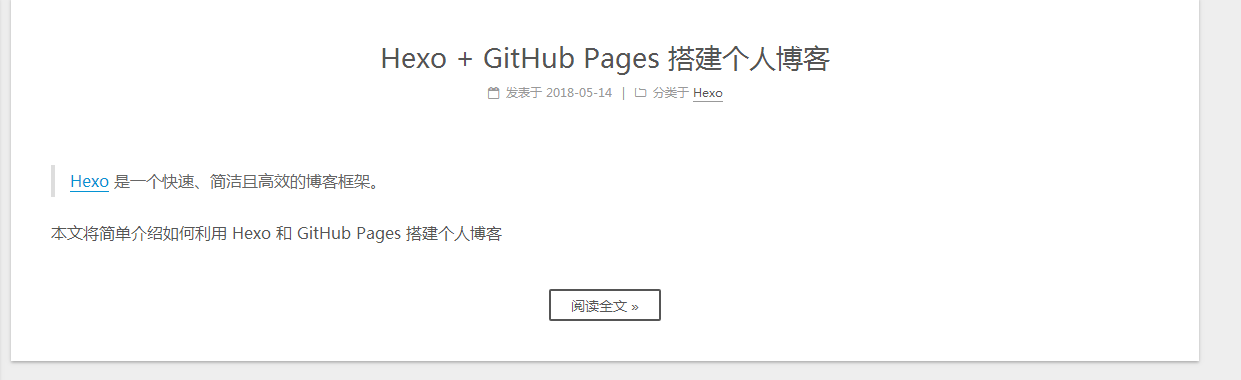 Hexo + GitHub Pages 搭建个人博客
发表于 2018-05-14 | 分类于 Hexo
Hexo 是一个快速、简洁且高效的博客框架。
本文将简单介绍如何利用 Hexo 和 GitHub Pages 搭建个人博客
阅读全文 »